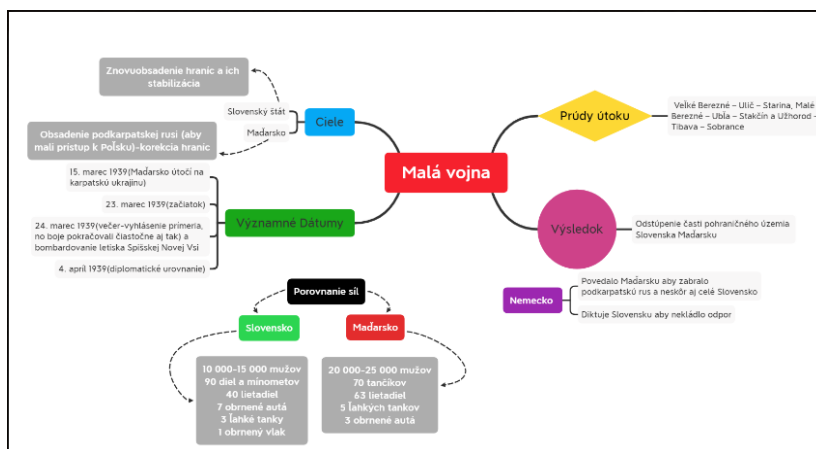 Znovuobsadenie hraníc a ich
stabilizácia
Slovenský štát
Maďarsko
Ciele
Obsadenie podkarpatskej rusi (aby
mali prístup k Poľsku)-korekcia hraníc
15. marec 1939(Maďarsko útočí na
karpatskú ukrajinu)
23. marec 1939(začiatok)
24. marec 1939(večer-vyhlásenie prímeria,
no boje pokračovali čiastočne aj tak) a
bombardovanie letiska Spišskej Novej Vsi
4. apríl 1939(diplomatické urovnanie)
Významné Dátumy
Malá vojna
Prúdy útoku
Veľké Berezné – Ulič – Starina, Malé
Berezné – Ubľa – Stakčín a Užhorod –
Tibava – Sobrance
Výsledok
Odstúpenie časti pohraničného územia
Slovenska Maďarsku
Nemecko
Povedalo Maďarsku aby zabralo
podkarpatskú rus a neskôr aj celé Slovensko
Diktuje Slovensku aby nekládlo odpor
Porovnanie síl
Slovensko
Maďarsko
10 000-15 000 mužov
90 diel a mínometov
40 lietadiel
7 obrnené autá
3 ľahké tanky
1 obrnený vlak
20 000-25 000 mužov
70 tančíkov
63 lietadiel
5 ľahkých tankov
3 obrnené autá